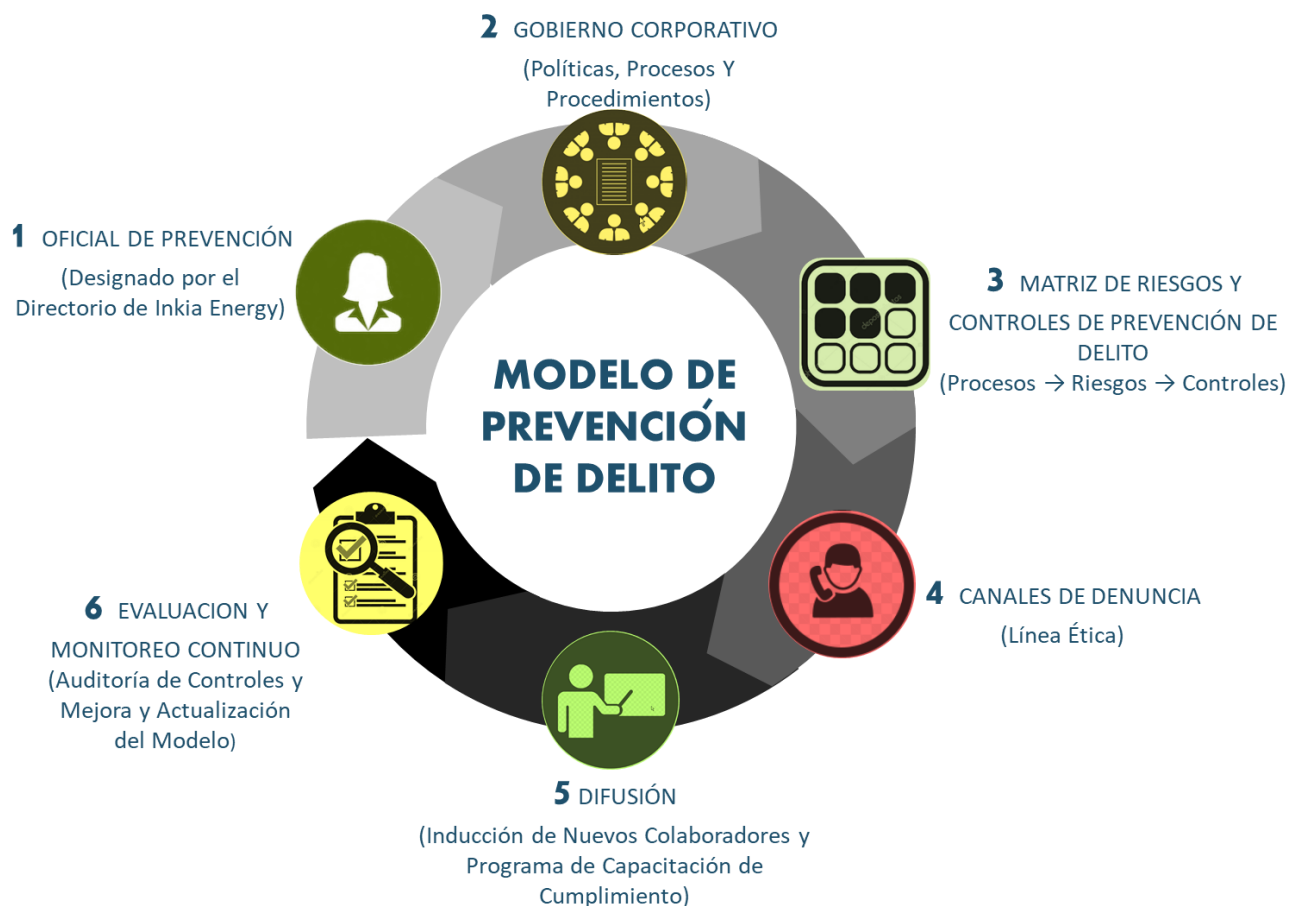 2 GOBIERNO CORPORATIVO
(Políticas, Procesos Y
Procedimientos)
1 OFICIAL DE PREVENCIÓN
(Designado por el
Directorio de Inkia Energy)
3 MATRIZ DE RIESGOS Y
CONTROLES DE PREVENCIÓN DE
DELITO
(Procesos → Riesgos → Controles)
MODELO DE
PREVENCIÓN
DE DELITO
4 CANALES DE DENUNCIA
(Línea Ética)
5 DIFUSIÓN
(Inducción de Nuevos Colaboradores y
Programa de Capacitación de
Cumplimiento)
6 EVALUACION Y
MONITOREO CONTINUO
(Auditoría de Controles y
Mejora y Actualización
del Modelo)